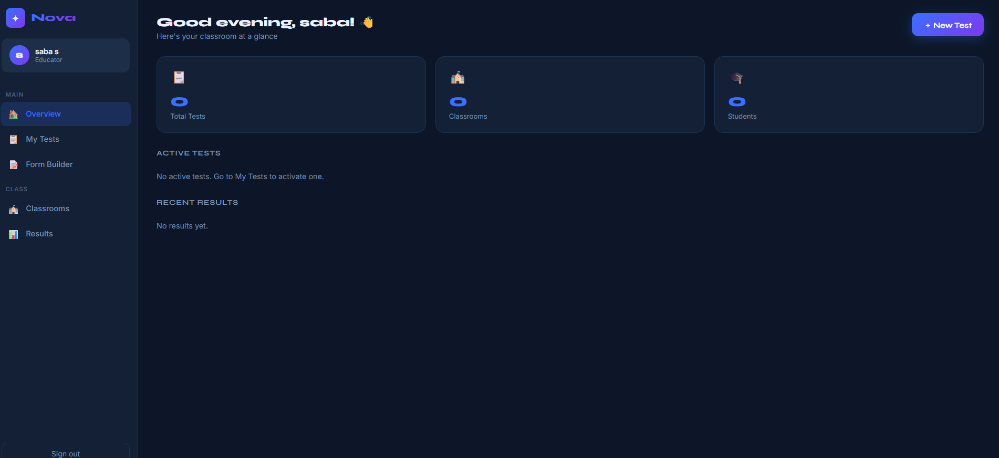 Nova
S
saba s
Educator
MAIN
Overview
My Tests
Form Builder
CLASS
Classrooms
Results
Sign out
Good evening, saba! 👋
Here's your classroom at a glance
+ New Test
0
Total Tests
0
Classrooms
0
Students
ACTIVE TESTS
No active tests. Go to My Tests to activate one.
RECENT RESULTS
No results yet.